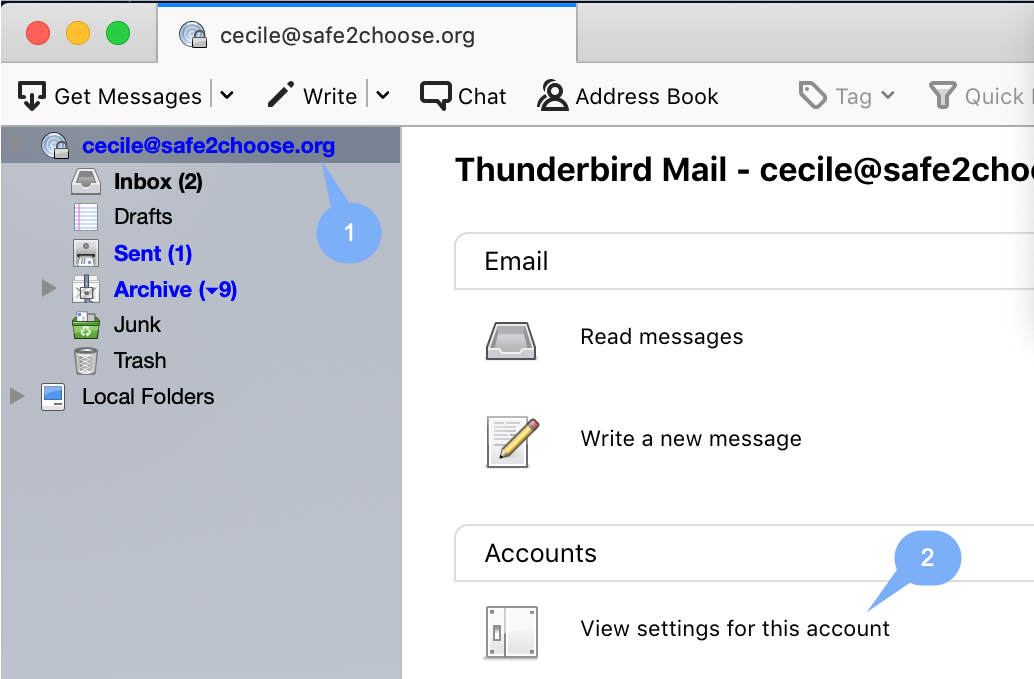 cecile@safe2choose.org
Get Messages Write Chat Address Book Tag Quick
cecile@safe2choose.org
Inbox (2)
Drafts
Sent (1)
Archive (9)
Junk
Trash
Local Folders
1
Thunderbird Mail - cecile@safe2cho
Email
Read messages
Write a new message
Accounts
2
View settings for this account